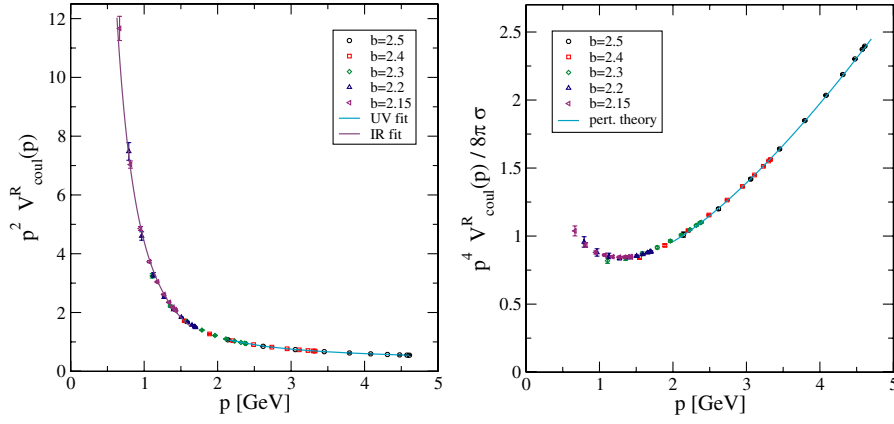 p² V^R_coul(p)
12
10
8
6
4
2
0
b=2.5
b=2.4
b=2.3
b=2.2
b=2.15
UV fit
IR fit
0 1 2 3 4 5
p [GeV]
p⁴ V^R_coul(p) / 8π σ
2.5
2
1.5
1
0.5
0
b=2.5
b=2.4
b=2.3
b=2.2
b=2.15
pert. theory
0 1 2 3 4 5
p [GeV]